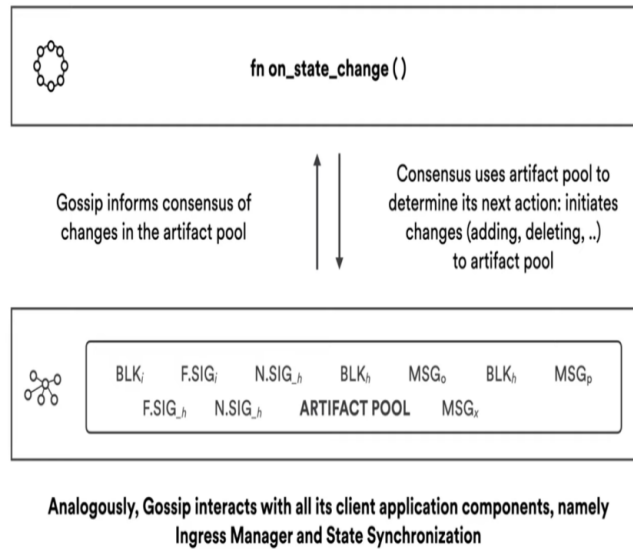 fn on_state_change ( )
Gossip informs consensus of
changes in the artifact pool
Consensus uses artifact pool to
determine its next action: initiates
changes (adding, deleting, ..)
to artifact pool
BLKᵢ F.SIGᵢ N.SIG_h BLKₕ MSGₒ BLKₕ MSGₚ
F.SIG_h N.SIG_h ARTIFACT POOL MSGₓ
Analogously, Gossip interacts with all its client application components, namely
Ingress Manager and State Synchronization